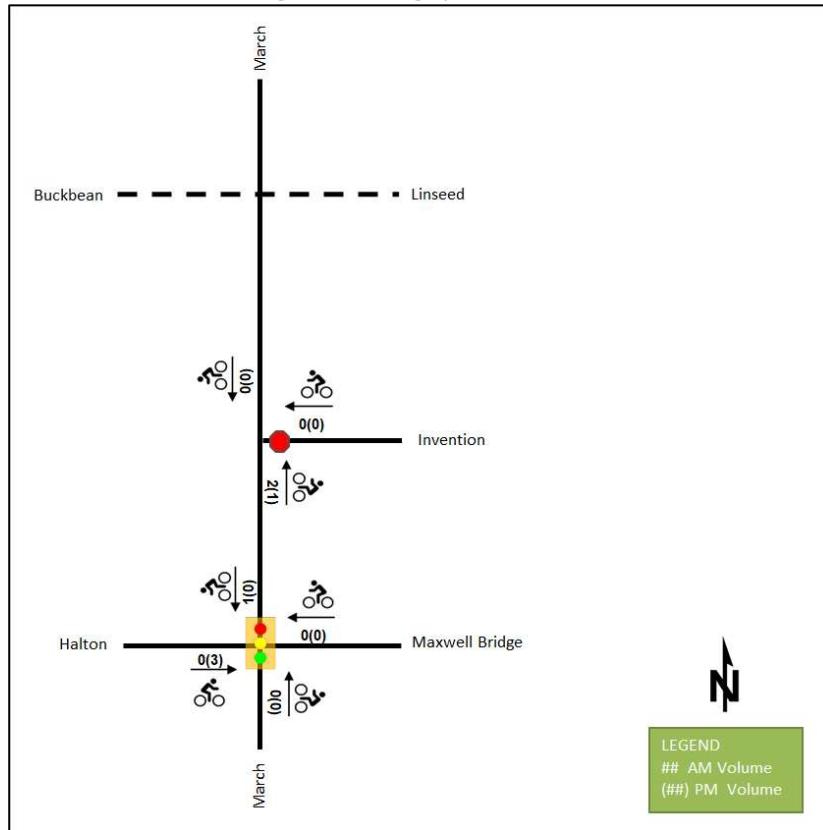 March
Buckbean
Linseed
0(0)
0(0)
Invention
2(1)
1(0)
0(0)
Halton
Maxwell Bridge
0(3)
0(0)
March
N
LEGEND
## AM Volume
(##) PM Volume